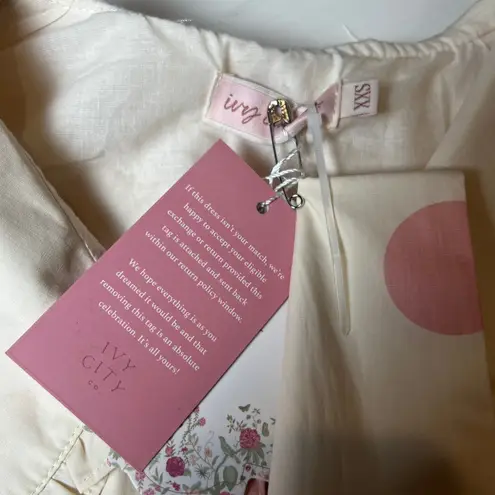 ivy
XXS
If this dress isn't your match, we're
happy to accept your eligible
exchange or return provided this
tag is attached and sent back
within our return policy window.
We hope everything is as you
dreamed it would be and that
removing this tag is an absolute
celebration. It's all yours!
IVY
CITY
CO